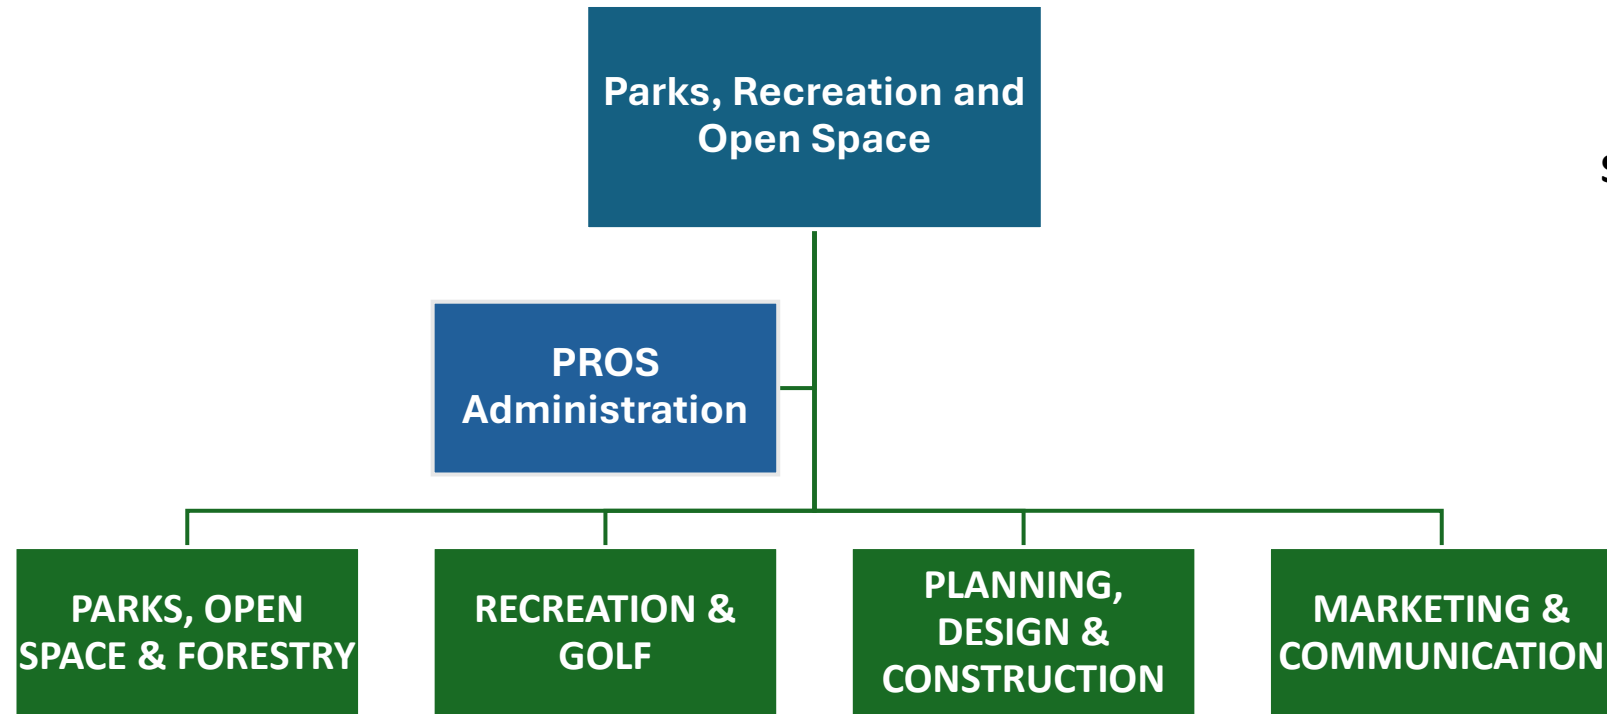 Parks, Recreation and
Open Space
S
PROS
Administration
PARKS, OPEN
SPACE & FORESTRY
RECREATION &
GOLF
PLANNING,
DESIGN &
CONSTRUCTION
MARKETING &
COMMUNICATION